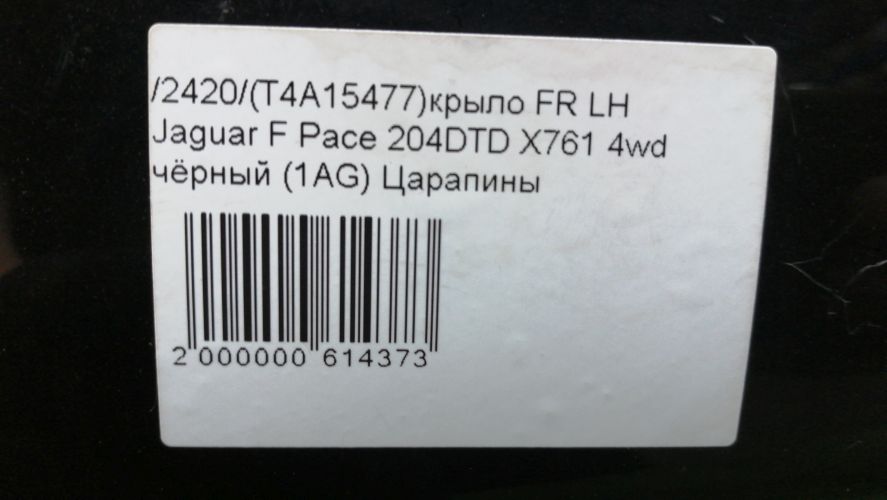 /2420/(T4A15477)крыло FR LH
Jaguar F Pace 204DTD X761 4wd
чёрный (1AG) Царапины
2 000000 614373